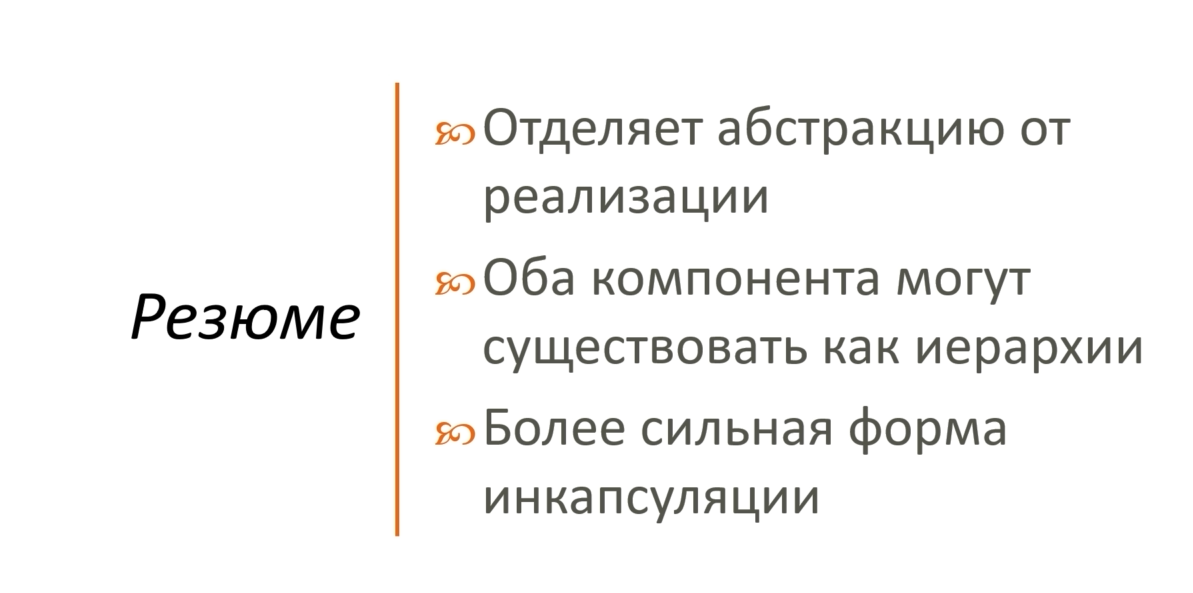 Резюме
Отделяет абстракцию от
реализации
Оба компонента могут
существовать как иерархии
Более сильная форма
инкапсуляции